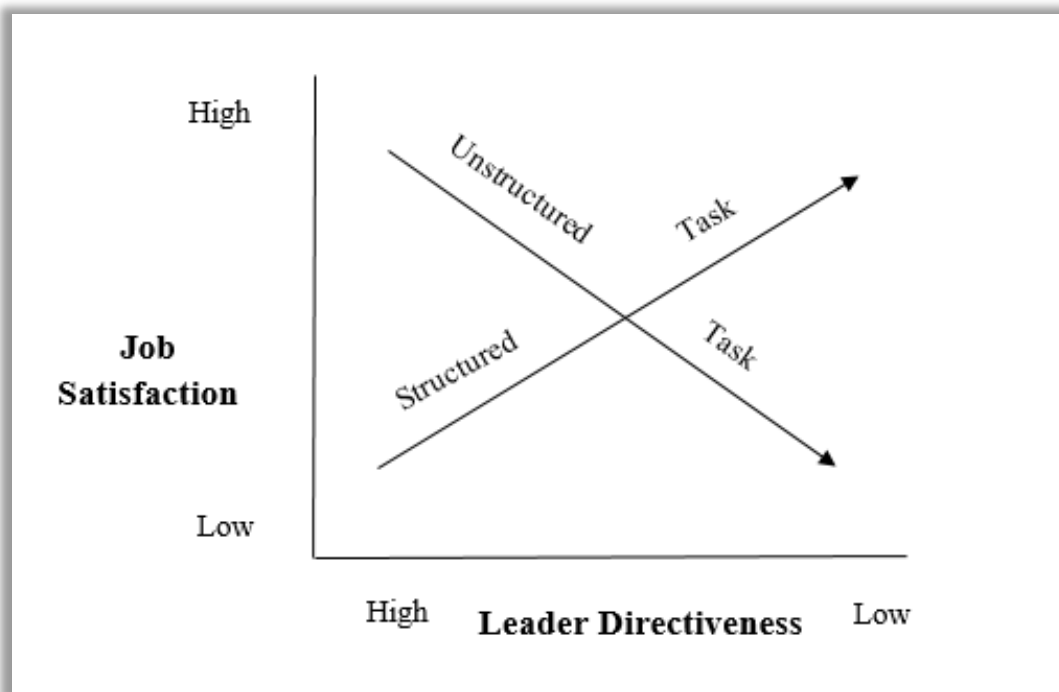 High
Unstructured
Task
Structured
Task
Job
Satisfaction
Low
High
Leader Directiveness
Low